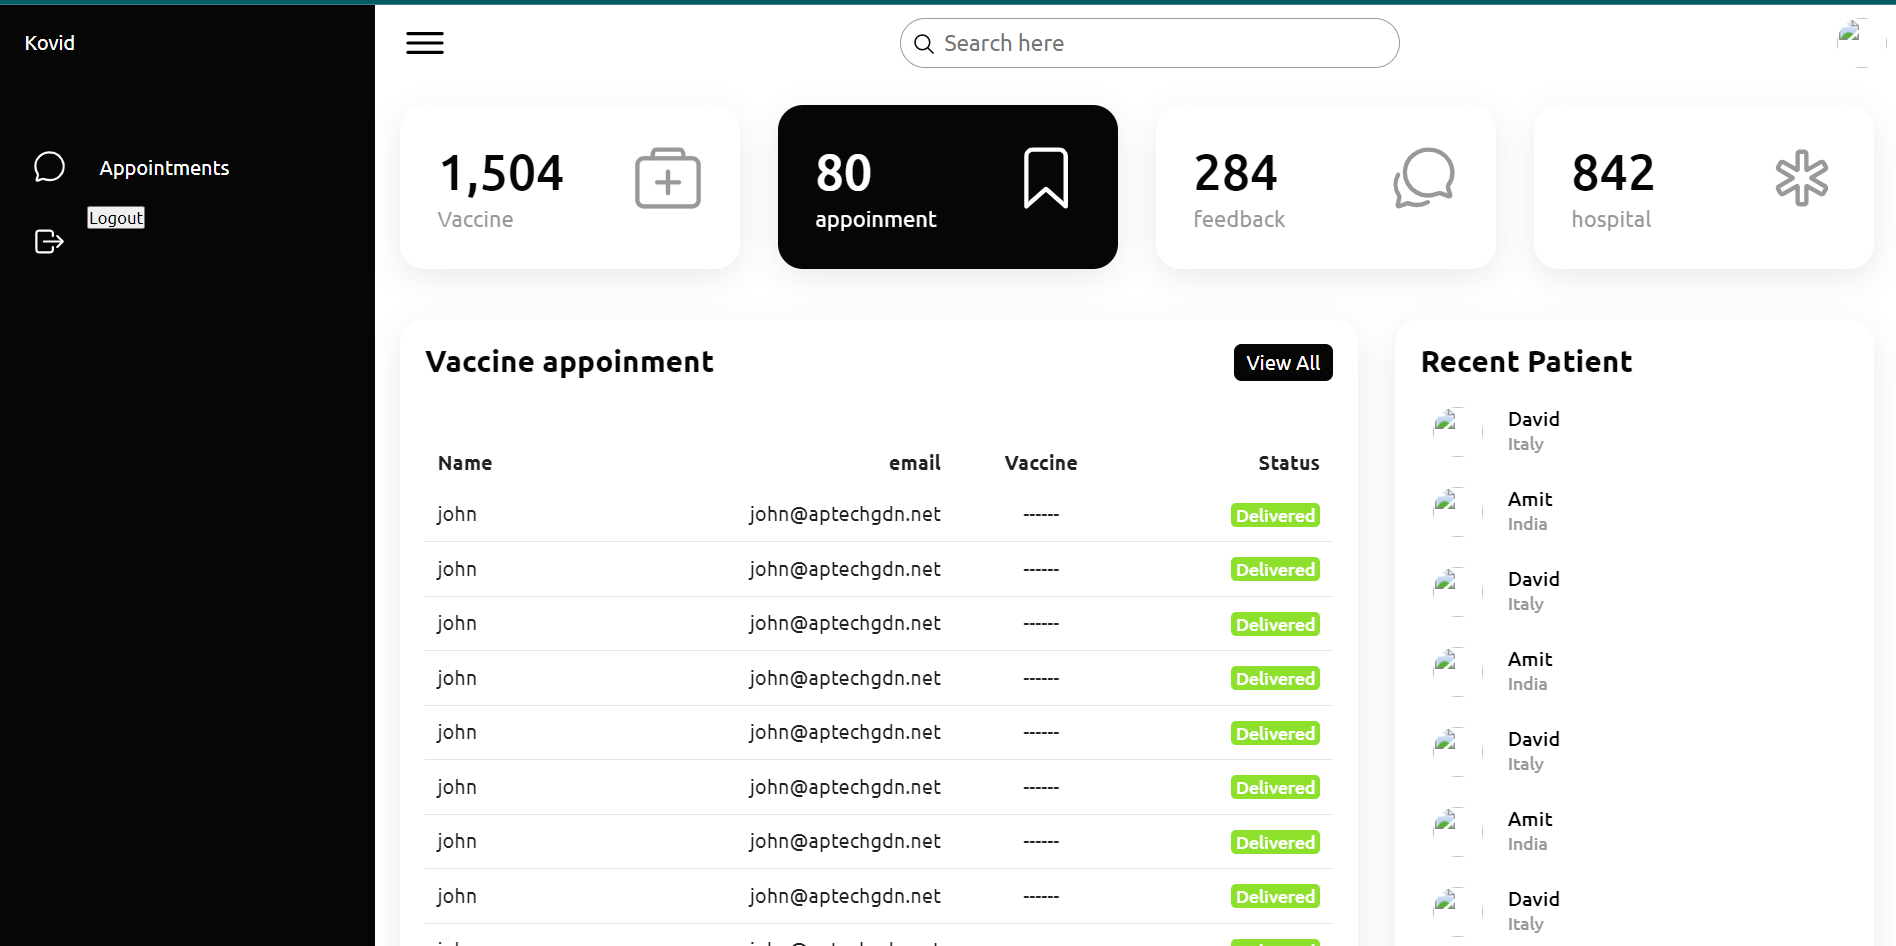 Kovid
Appointments
Logout
Search here
1,504
Vaccine
80
appoinment
284
feedback
842
hospital
Vaccine appoinment
View All
Name email Vaccine Status
john john@aptechgdn.net ------ Delivered
john john@aptechgdn.net ------ Delivered
john john@aptechgdn.net ------ Delivered
john john@aptechgdn.net ------ Delivered
john john@aptechgdn.net ------ Delivered
john john@aptechgdn.net ------ Delivered
john john@aptechgdn.net ------ Delivered
john john@aptechgdn.net ------ Delivered
Recent Patient
David
Italy
Amit
India
David
Italy
Amit
India
David
Italy
Amit
India
David
Italy